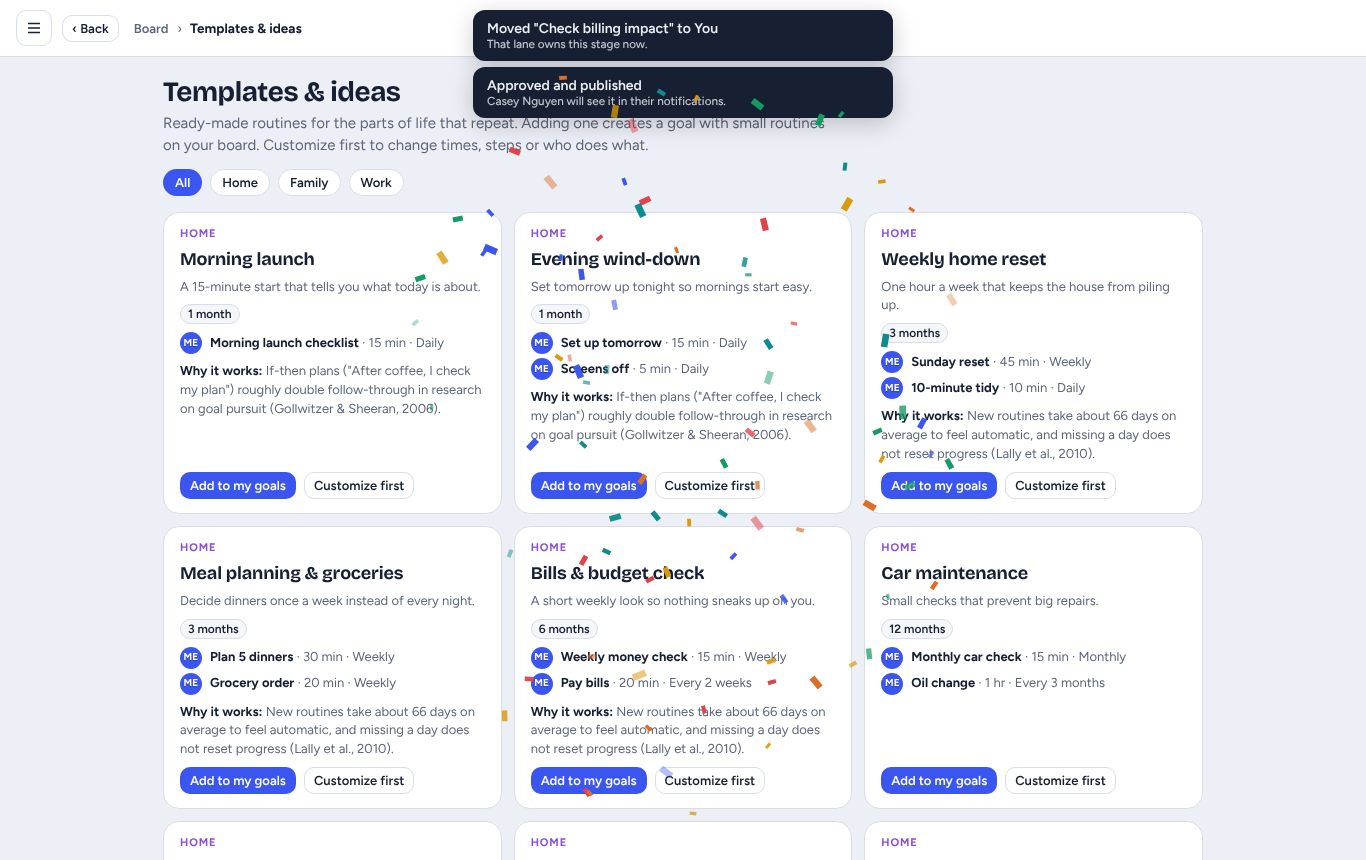 ‹ Back
Board › Templates & ideas
Moved "Check billing impact" to You
That lane owns this stage now.
Approved and published
Casey Nguyen will see it in their notifications.
Templates & ideas
Ready-made routines for the parts of life that repeat. Adding one creates a goal with small routines
on your board. Customize first to change times, steps or who does what.
All
Home
Family
Work
HOME
Morning launch
A 15-minute start that tells you what today is about.
1 month
ME Morning launch checklist · 15 min · Daily
Why it works: If-then plans ("After coffee, I check
my plan") roughly double follow-through in research
on goal pursuit (Gollwitzer & Sheeran, 2006).
Add to my goals
Customize first
HOME
Evening wind-down
Set tomorrow up tonight so mornings start easy.
1 month
ME Set up tomorrow · 15 min · Daily
ME Screens off · 5 min · Daily
Why it works: If-then plans ("After coffee, I check
my plan") roughly double follow-through in research
on goal pursuit (Gollwitzer & Sheeran, 2006).
Add to my goals
Customize first
HOME
Weekly home reset
One hour a week that keeps the house from piling
up.
3 months
ME Sunday reset · 45 min · Weekly
ME 10-minute tidy · 10 min · Daily
Why it works: New routines take about 66 days on
average to feel automatic, and missing a day does
not reset progress (Lally et al., 2010).
Add to my goals
Customize first
HOME
Meal planning & groceries
Decide dinners once a week instead of every night.
3 months
ME Plan 5 dinners · 30 min · Weekly
ME Grocery order · 20 min · Weekly
Why it works: New routines take about 66 days on
average to feel automatic, and missing a day does
not reset progress (Lally et al., 2010).
Add to my goals
Customize first
HOME
Bills & budget check
A short weekly look so nothing sneaks up on you.
6 months
ME Weekly money check · 15 min · Weekly
ME Pay bills · 20 min · Every 2 weeks
Why it works: New routines take about 66 days on
average to feel automatic, and missing a day does
not reset progress (Lally et al., 2010).
Add to my goals
Customize first
HOME
Car maintenance
Small checks that prevent big repairs.
12 months
ME Monthly car check · 15 min · Monthly
ME Oil change · 1 hr · Every 3 months
Add to my goals
Customize first
HOME
HOME
HOME